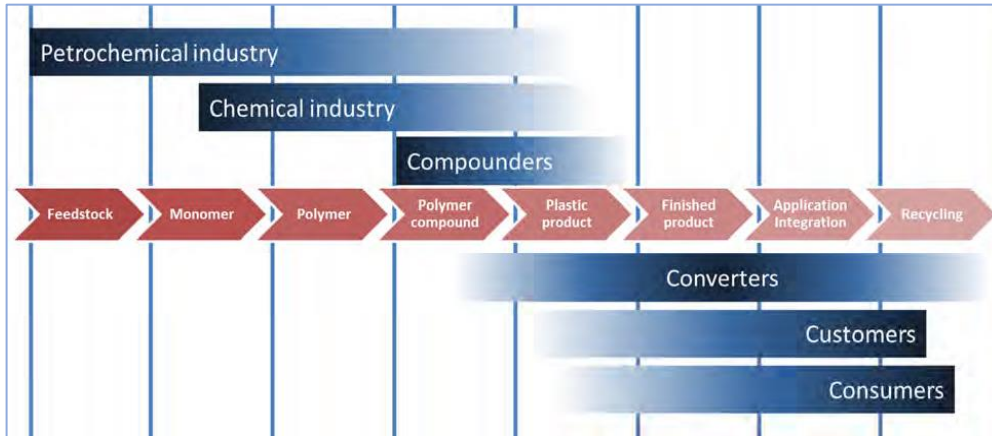 Petrochemical industry
Chemical industry
Compounders
Feedstock
Monomer
Polymer
Polymer
compound
Plastic
product
Finished
product
Application
Integration
Recycling
Converters
Customers
Consumers